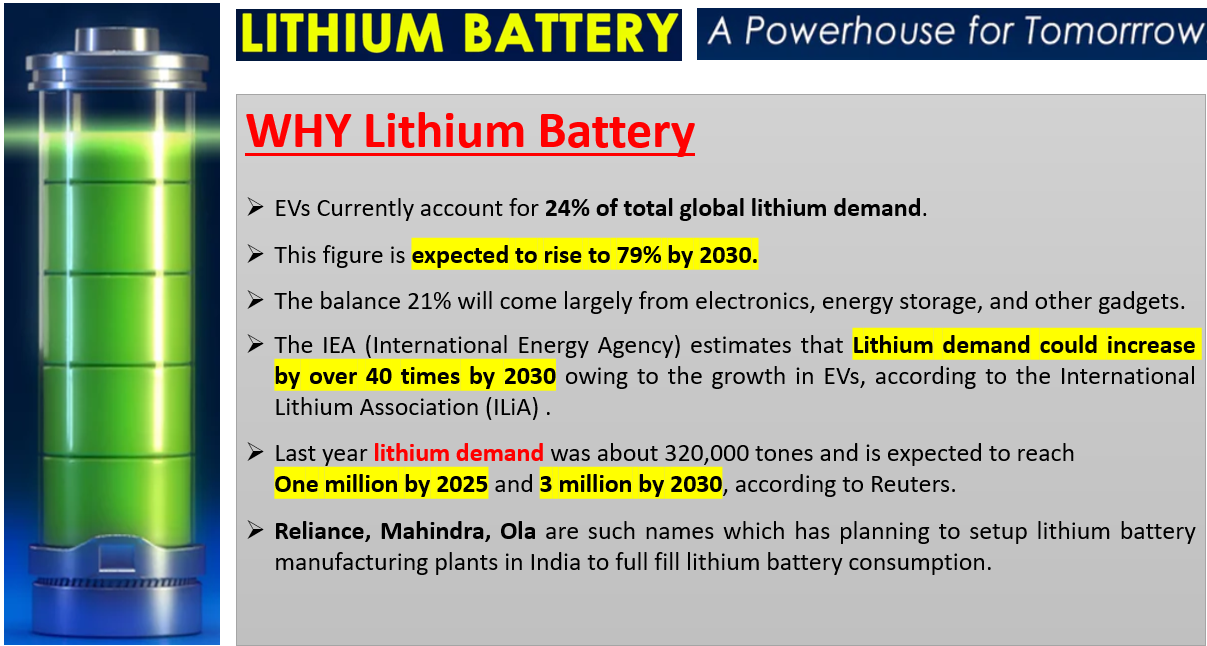 LITHIUM BATTERY A Powerhouse for Tomorrrow
WHY Lithium Battery
➢ EVs Currently account for 24% of total global lithium demand.
➢ This figure is expected to rise to 79% by 2030.
➢ The balance 21% will come largely from electronics, energy storage, and other gadgets.
➢ The IEA (International Energy Agency) estimates that Lithium demand could increase
by over 40 times by 2030 owing to the growth in EVs, according to the International
Lithium Association (ILiA) .
➢ Last year lithium demand was about 320,000 tones and is expected to reach
One million by 2025 and 3 million by 2030, according to Reuters.
➢ Reliance, Mahindra, Ola are such names which has planning to setup lithium battery
manufacturing plants in India to full fill lithium battery consumption.